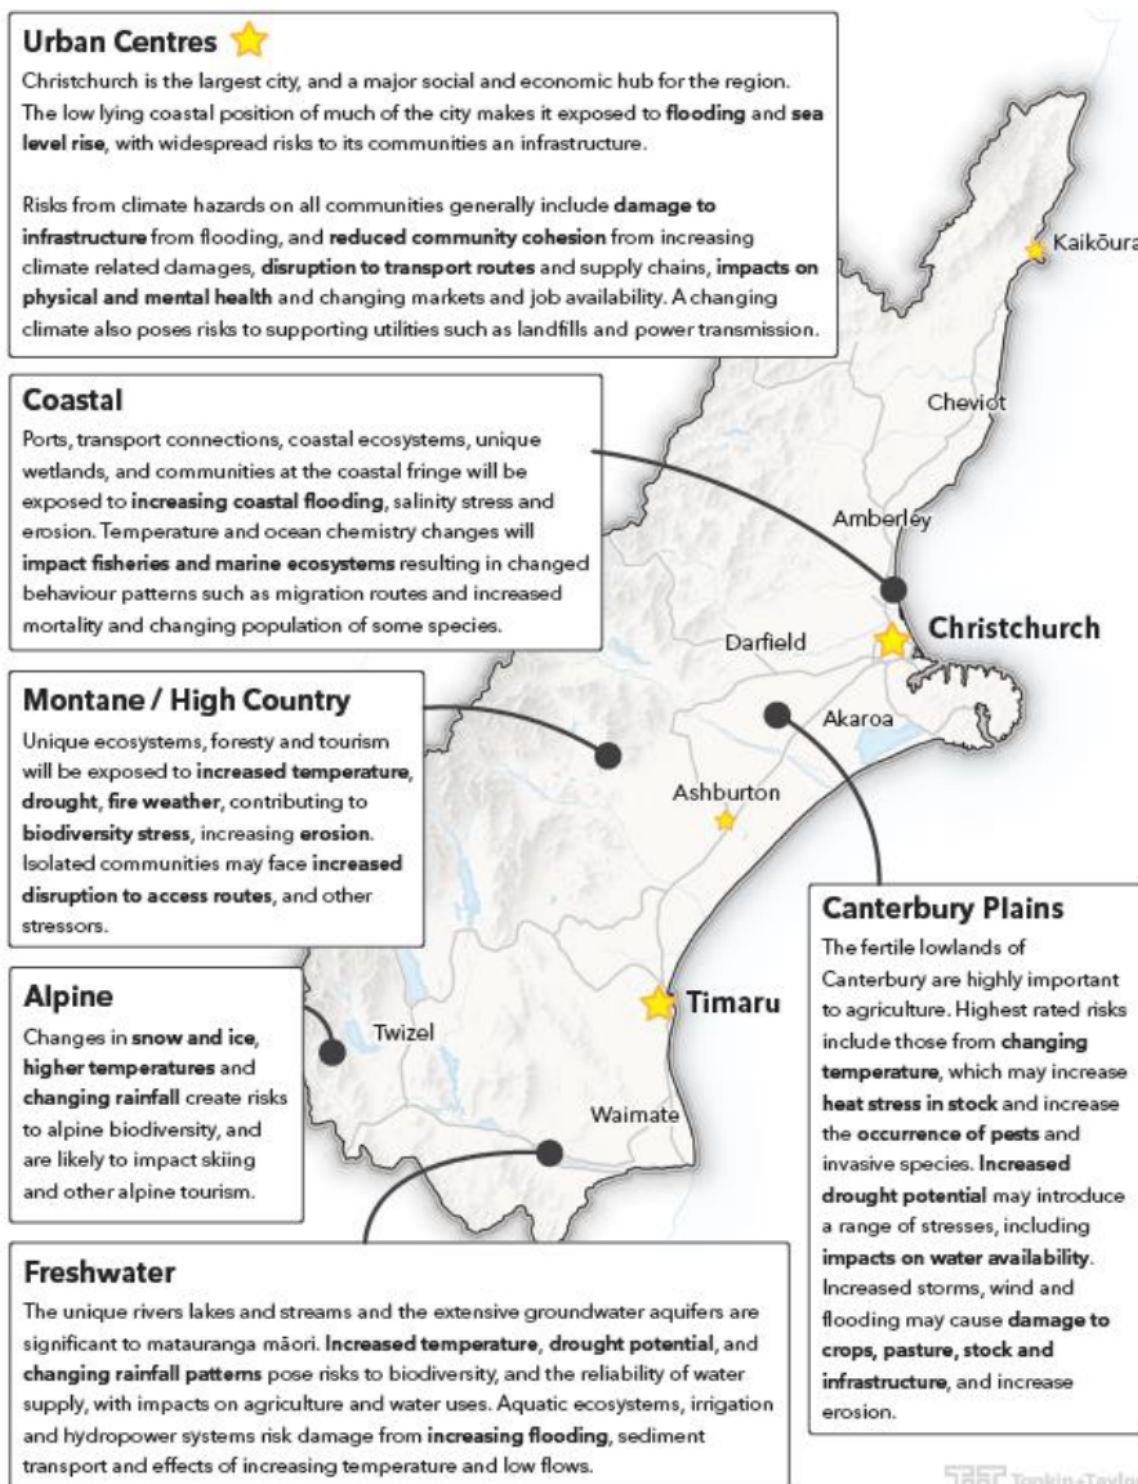 Urban Centres
Christchurch is the largest city, and a major social and economic hub for the region.
The low lying coastal position of much of the city makes it exposed to flooding and sea
level rise, with widespread risks to its communities an infrastructure.
Risks from climate hazards on all communities generally include damage to
infrastructure from flooding, and reduced community cohesion from increasing
climate related damages, disruption to transport routes and supply chains, impacts on
physical and mental health and changing markets and job availability. A changing
climate also poses risks to supporting utilities such as landfills and power transmission.
Kaikōura
Coastal
Ports, transport connections, coastal ecosystems, unique
wetlands, and communities at the coastal fringe will be
exposed to increasing coastal flooding, salinity stress and
erosion. Temperature and ocean chemistry changes will
impact fisheries and marine ecosystems resulting in changed
behaviour patterns such as migration routes and increased
mortality and changing population of some species.
Cheviot
Amberley
Christchurch
Darfield
Akaroa
Ashburton
Montane / High Country
Unique ecosystems, foresty and tourism
will be exposed to increased temperature,
drought, fire weather, contributing to
biodiversity stress, increasing erosion.
Isolated communities may face increased
disruption to access routes, and other
stressors.
Alpine
Changes in snow and ice,
higher temperatures and
changing rainfall create risks
to alpine biodiversity, and
are likely to impact skiing
and other alpine tourism.
Twizel
Timaru
Waimate
Canterbury Plains
The fertile lowlands of
Canterbury are highly important
to agriculture. Highest rated risks
include those from changing
temperature, which may increase
heat stress in stock and increase
the occurrence of pests and
invasive species. Increased
drought potential may introduce
a range of stresses, including
impacts on water availability.
Increased storms, wind and
flooding may cause damage to
crops, pasture, stock and
infrastructure, and increase
erosion.
Freshwater
The unique rivers lakes and streams and the extensive groundwater aquifers are
significant to matauranga māori. Increased temperature, drought potential, and
changing rainfall patterns pose risks to biodiversity, and the reliability of water
supply, with impacts on agriculture and water uses. Aquatic ecosystems, irrigation
and hydropower systems risk damage from increasing flooding, sediment
transport and effects of increasing temperature and low flows.
Tonkin+Taylor